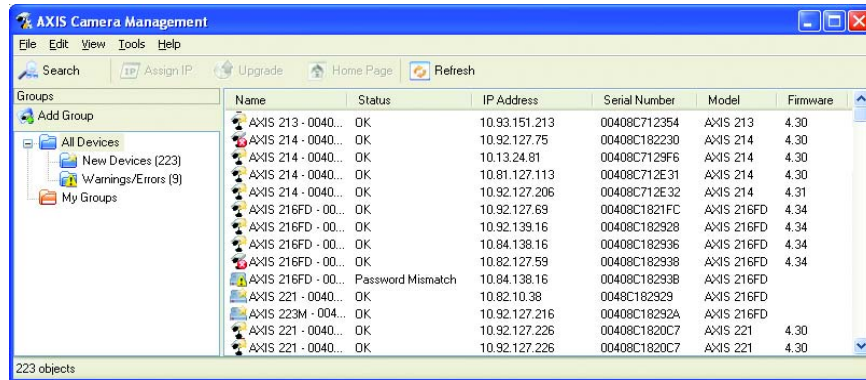 AXIS Camera Management
File Edit View Tools Help
Search Assign IP Upgrade Home Page Refresh
Groups
Add Group
All Devices
New Devices (223)
Warnings/Errors (9)
My Groups
Name Status IP Address Serial Number Model Firmware
AXIS 213 - 0040... OK 10.93.151.213 00408C712354 AXIS 213 4.30
AXIS 214 - 0040... OK 10.92.127.75 00408C182230 AXIS 214 4.30
AXIS 214 - 0040... OK 10.13.24.81 00408C7129F6 AXIS 214 4.30
AXIS 214 - 0040... OK 10.81.127.113 00408C712E31 AXIS 214 4.30
AXIS 214 - 0040... OK 10.92.127.206 00408C712E32 AXIS 214 4.31
AXIS 216FD - 00... OK 10.92.127.69 00408C1821FC AXIS 216FD 4.34
AXIS 216FD - 00... OK 10.92.139.16 00408C182928 AXIS 216FD 4.34
AXIS 216FD - 00... OK 10.84.138.16 00408C182936 AXIS 216FD 4.34
AXIS 216FD - 00... OK 10.82.127.59 00408C182938 AXIS 216FD 4.34
AXIS 216FD - 00... Password Mismatch 10.84.138.16 00408C18293B AXIS 216FD
AXIS 221 - 0040... OK 10.82.10.38 0048C182929 AXIS 216FD
AXIS 223M - 004... OK 10.92.127.216 00408C18292A AXIS 216FD
AXIS 221 - 0040... OK 10.92.127.226 00408C1820C7 AXIS 221 4.30
AXIS 221 - 0040... OK 10.92.127.226 00408C1820C7 AXIS 221 4.30
223 objects